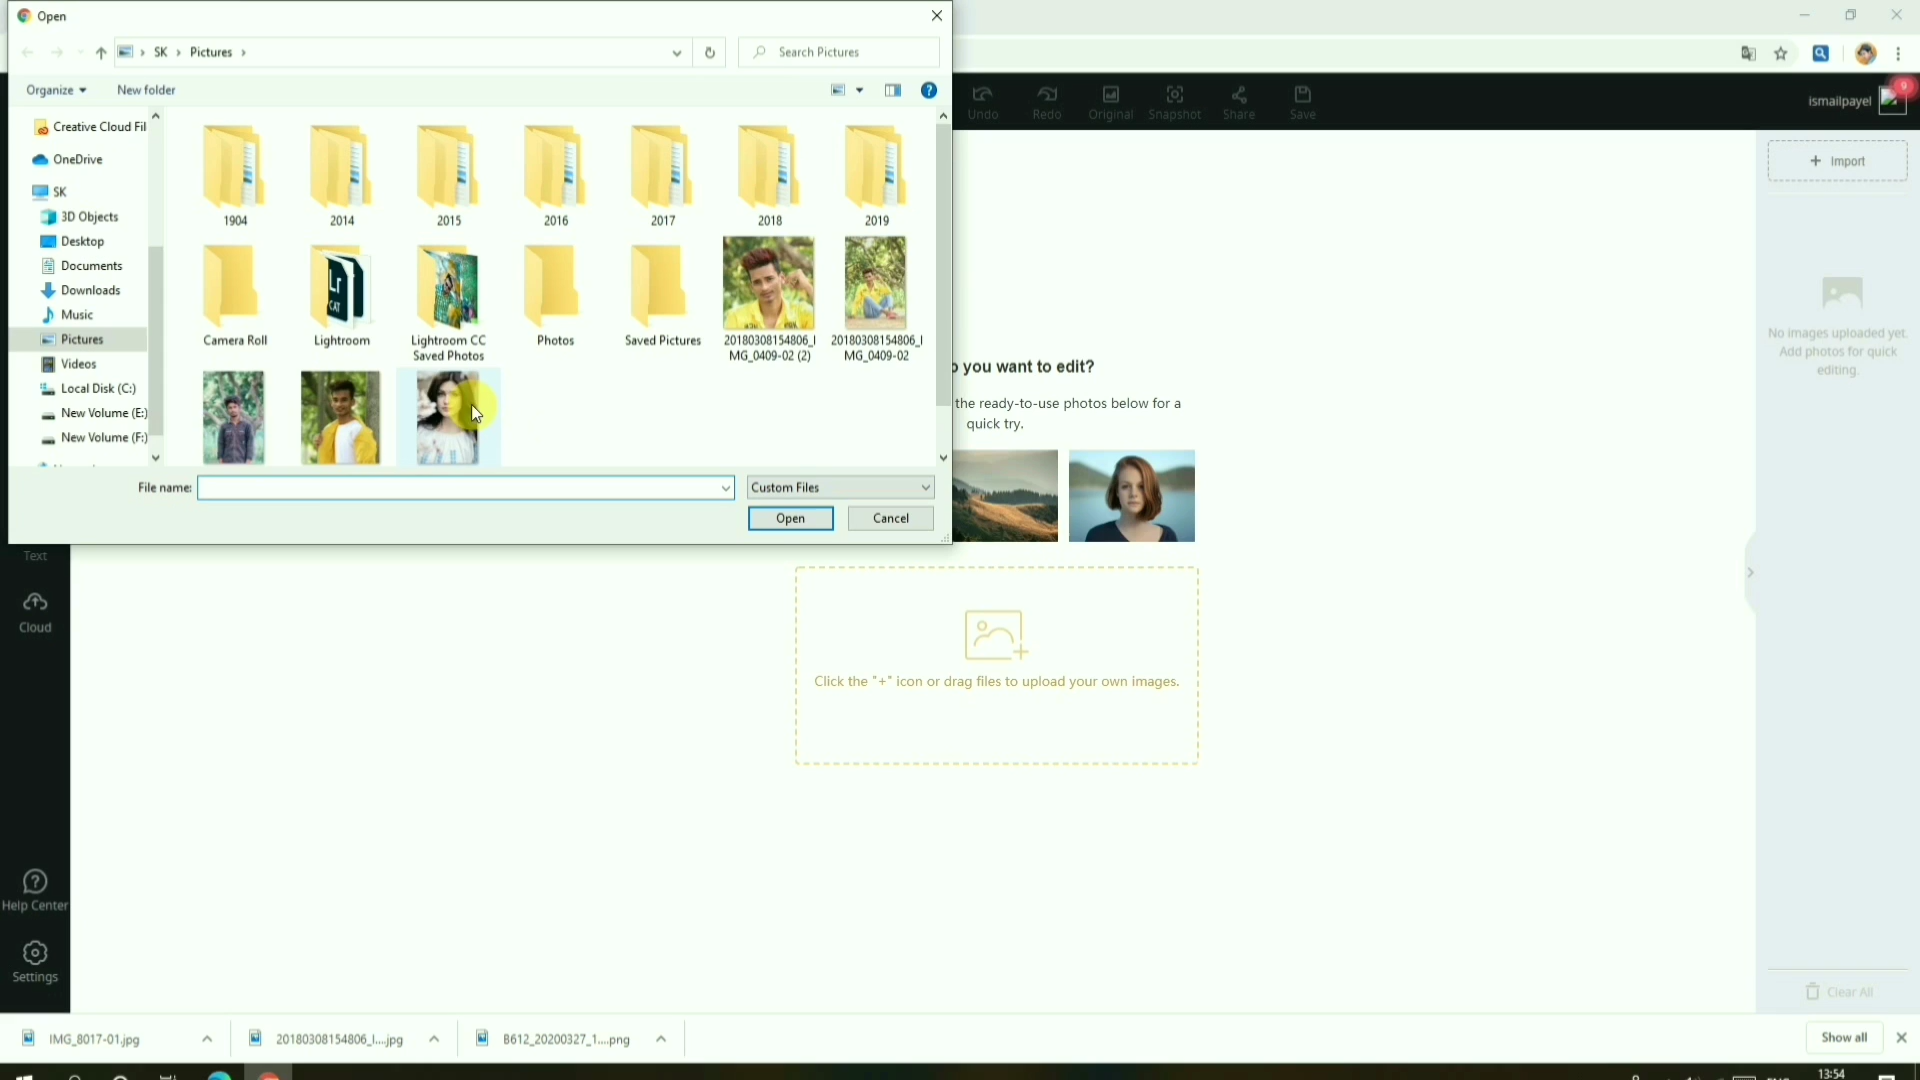 Open
SK > Pictures >
Search Pictures
Organize
New folder
Creative Cloud Fil
OneDrive
SK
3D Objects
Desktop
Documents
Downloads
Music
Pictures
Videos
Local Disk (C:)
New Volume (E:)
New Volume (F:)
1904
2014
2015
2016
2017
2018
2019
Camera Roll
Lightroom
Lightroom CC
Saved Photos
Photos
Saved Pictures
20180308154806_I
MG_0409-02 (2)
20180308154806_I
MG_0409-02
File name:
Custom Files
Open
Cancel
Undo
Redo
Original
Snapshot
Share
Save
ismailpayel
9
Import
No images uploaded yet.
Add photos for quick
editing.
you want to edit?
the ready-to-use photos below for a
quick try.
Click the "+" icon or drag files to upload your own images.
Text
Cloud
Help Center
Settings
Clear All
IMG_8017-01.jpg
20180308154806_I....jpg
B612_20200327_1....png
Show all
13:54